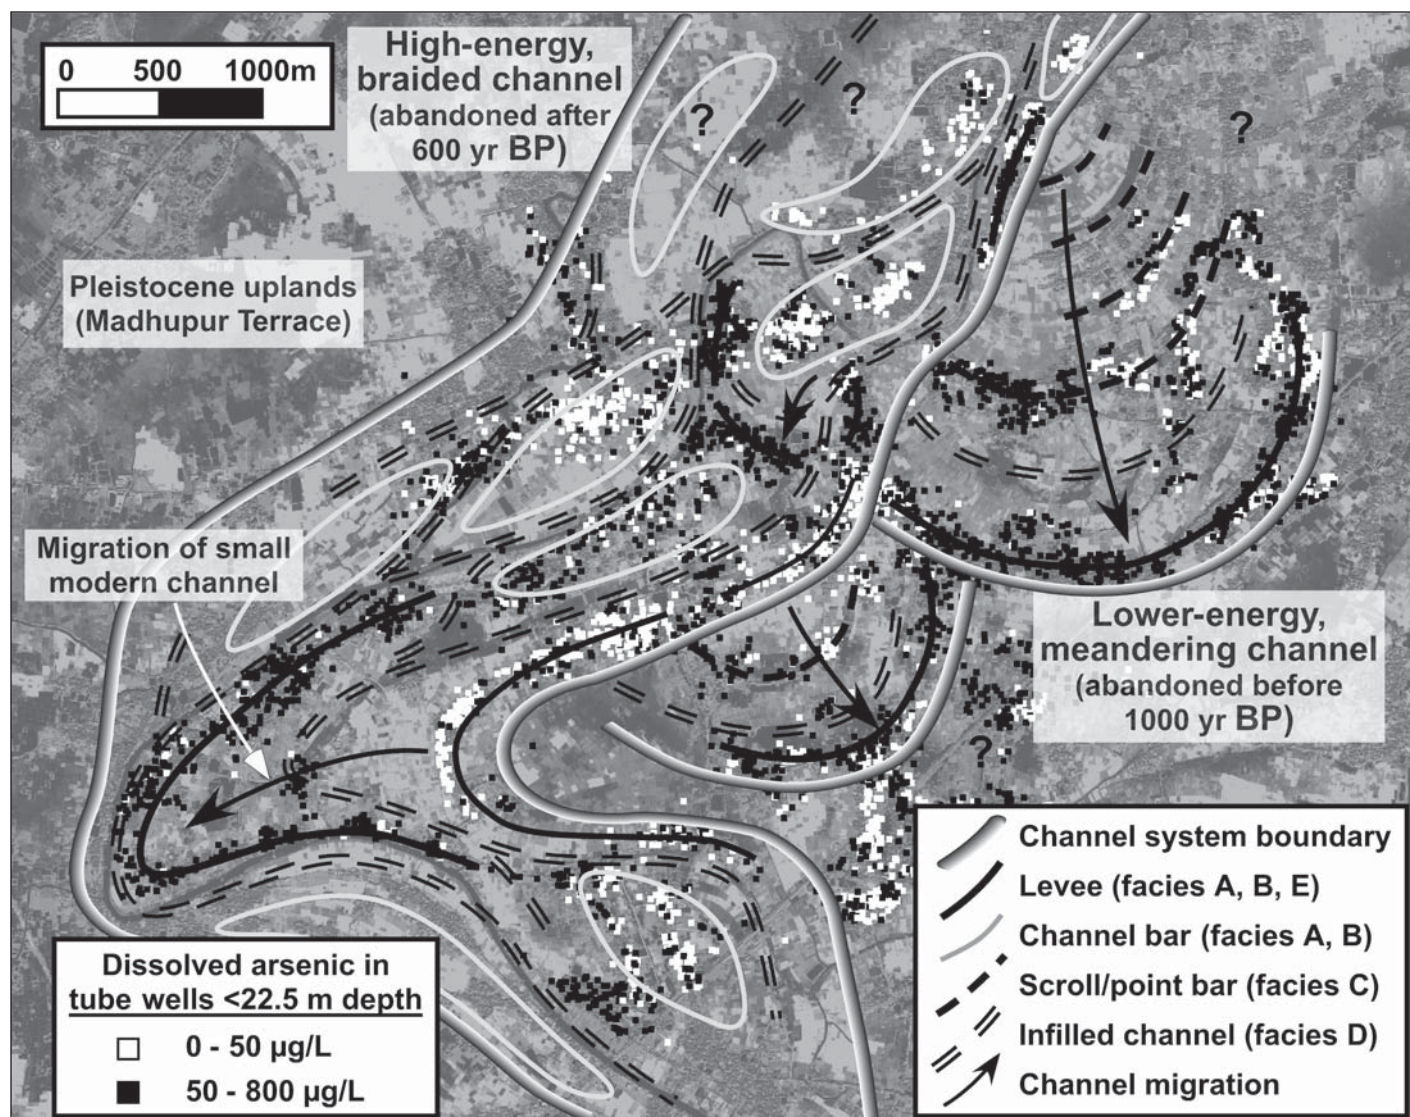 0 500 1000m
High-energy,
braided channel
(abandoned after
600 yr BP)
?
?
?
Pleistocene uplands
(Madhupur Terrace)
Migration of small
modern channel
Lower-energy,
meandering channel
(abandoned before
1000 yr BP)
?
Channel system boundary
Levee (facies A, B, E)
Channel bar (facies A, B)
Scroll/point bar (facies C)
Infilled channel (facies D)
Channel migration
Dissolved arsenic in
tube wells <22.5 m depth
0 - 50 µg/L
50 - 800 µg/L